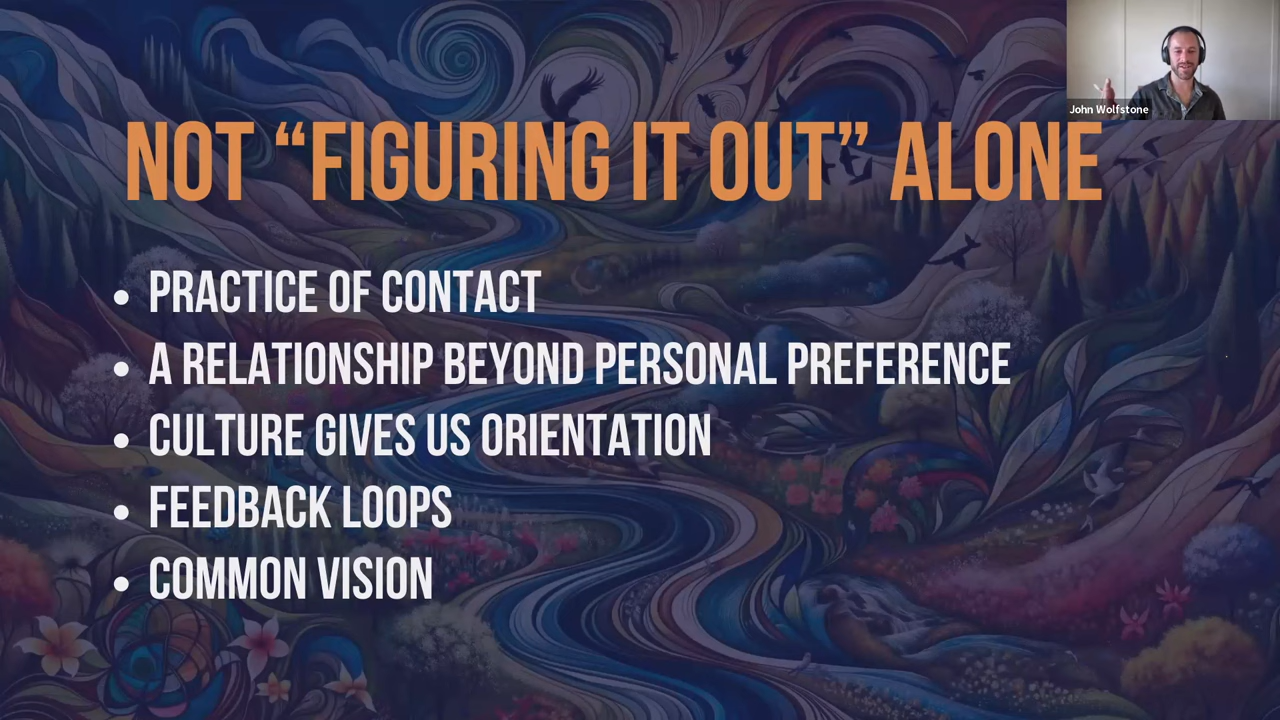 John Wolfstone
NOT “FIGURING IT OUT” ALONE
• PRACTICE OF CONTACT
• A RELATIONSHIP BEYOND PERSONAL PREFERENCE
• CULTURE GIVES US ORIENTATION
• FEEDBACK LOOPS
• COMMON VISION